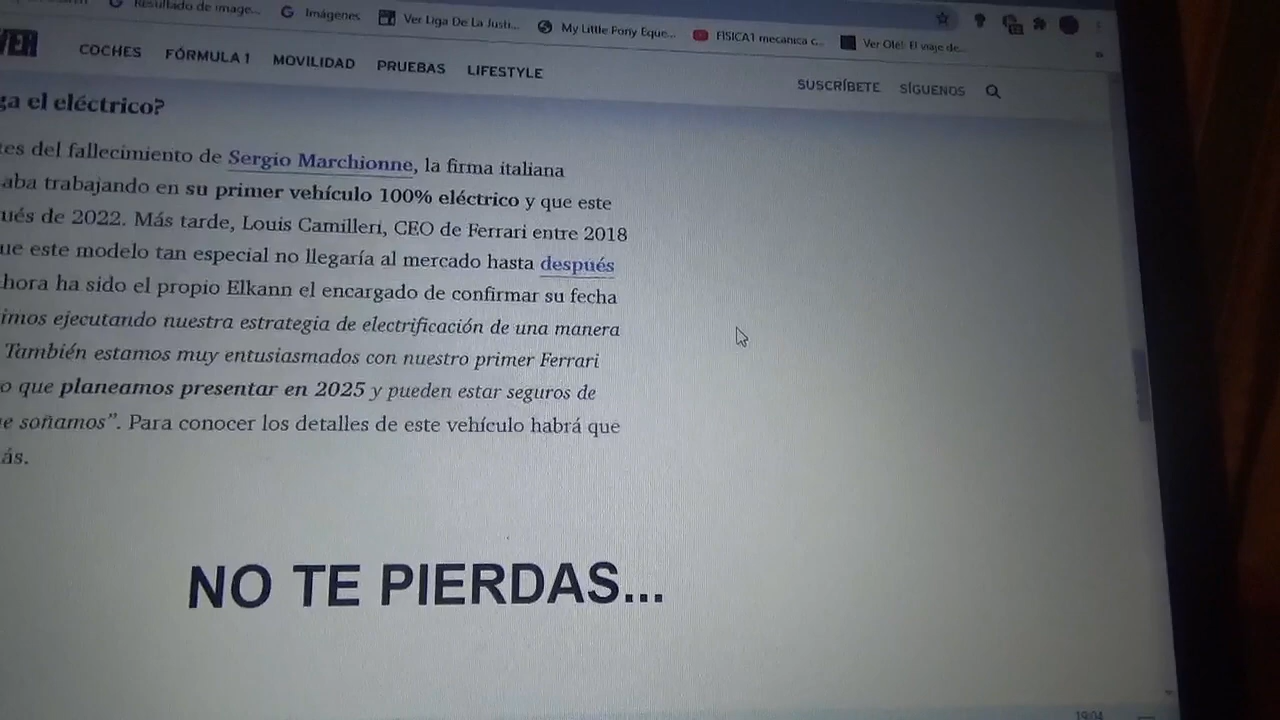 Resultado de image...
Imágenes
Ver Liga De La Justi...
My Little Pony Eque...
FISICA1 mecanica c...
Ver Olé!: El viaje de...
»
COCHES FÓRMULA 1 MOVILIDAD PRUEBAS LIFESTYLE
SUSCRÍBETE SÍGUENOS
el eléctrico?
del fallecimiento de Sergio Marchionne, la firma italiana
aba trabajando en su primer vehículo 100% eléctrico y que este
ués de 2022. Más tarde, Louis Camilleri, CEO de Ferrari entre 2018
ue este modelo tan especial no llegaría al mercado hasta después
hora ha sido el propio Elkann el encargado de confirmar su fecha
imos ejecutando nuestra estrategia de electrificación de una manera
También estamos muy entusiasmados con nuestro primer Ferrari
o que planeamos presentar en 2025 y pueden estar seguros de
e soñamos”. Para conocer los detalles de este vehículo habrá que
ás.
NO TE PIERDAS...
19:04